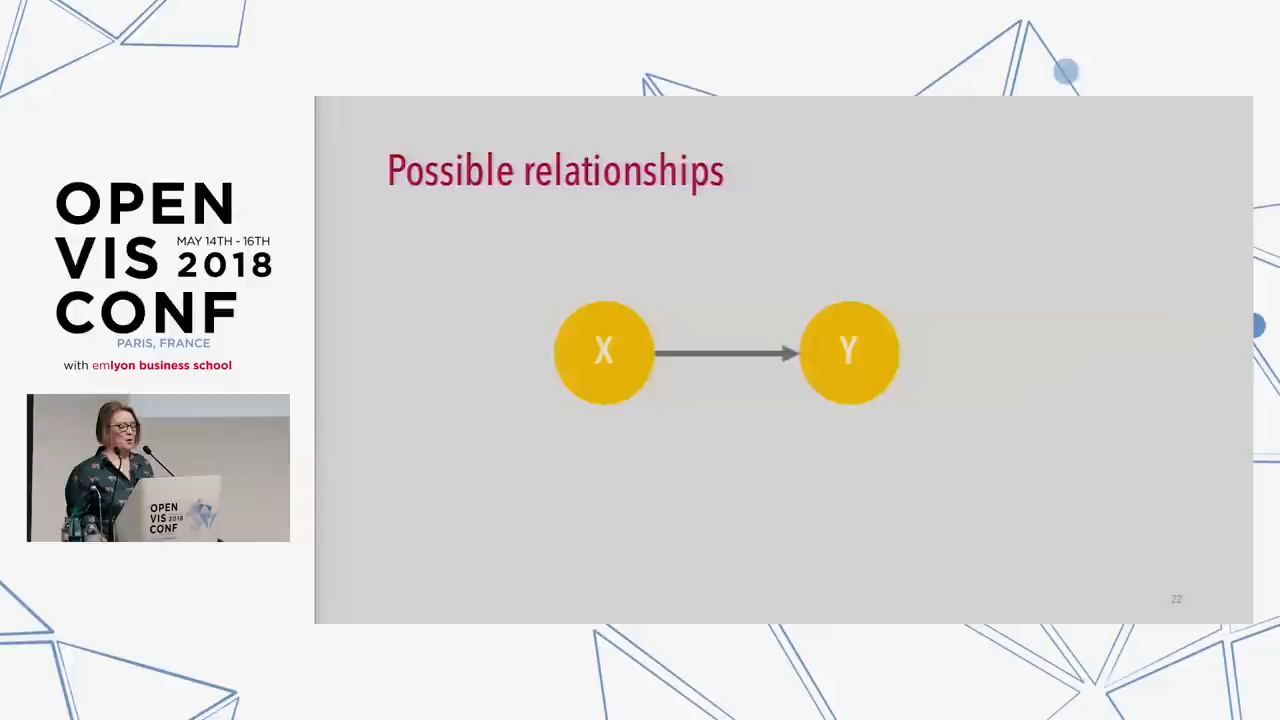 OPEN
VIS MAY 14TH - 16TH
2018
CONF
PARIS, FRANCE
with emlyon business school
Possible relationships
X
Y
22
OPEN
VIS 2018
CONF